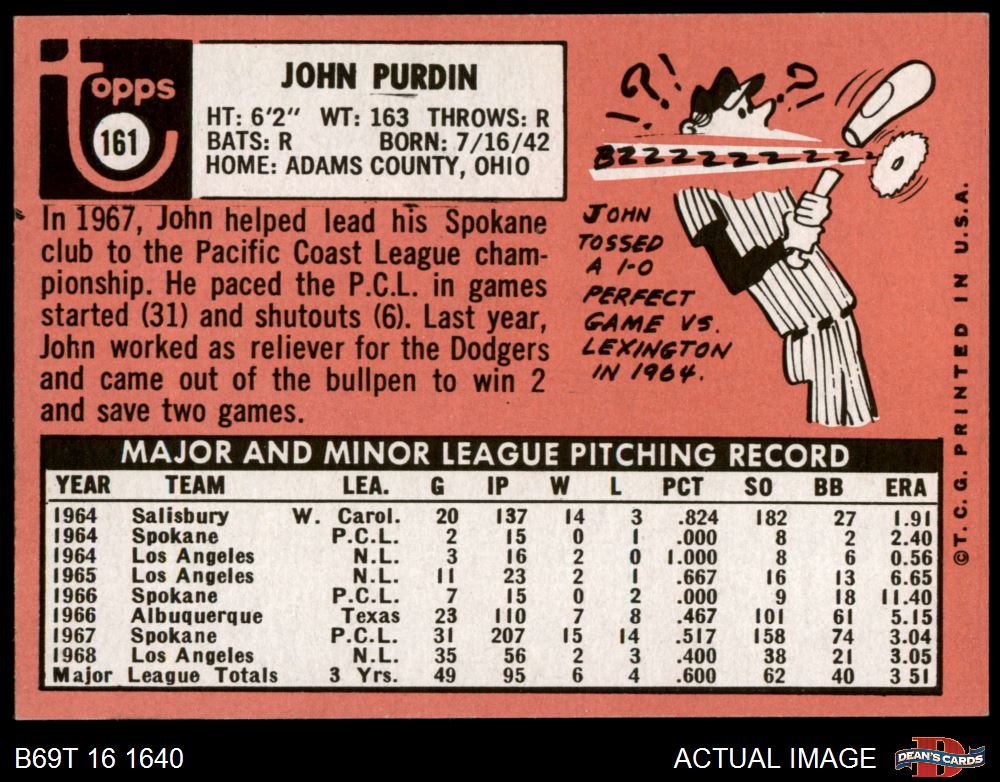 topps
161
JOHN PURDIN
HT: 6'2" WT: 163 THROWS: R
BATS: R BORN: 7/16/42
HOME: ADAMS COUNTY, OHIO
In 1967, John helped lead his Spokane
club to the Pacific Coast League cham-
pionship. He paced the P.C.L. in games
started (31) and shutouts (6). Last year,
John worked as reliever for the Dodgers
and came out of the bullpen to win 2
and save two games.
?! ?
BZZZZZZZZZZ
JOHN
TOSSED
A 1-0
PERFECT
GAME VS.
LEXINGTON
IN 1964.
©T.C.G. PRINTED IN U.S.A.
MAJOR AND MINOR LEAGUE PITCHING RECORD
YEAR TEAM LEA. G IP W L PCT SO BB ERA
1964 Salisbury W. Carol. 20 137 14 3 .824 182 27 1.91
1964 Spokane P.C.L. 2 15 0 1 .000 8 2 2.40
1964 Los Angeles N.L. 3 16 2 0 1.000 8 6 0.56
1965 Los Angeles N.L. 11 23 2 1 .667 16 13 6.65
1966 Spokane P.C.L. 7 15 0 2 .000 9 18 11.40
1966 Albuquerque Texas 23 110 7 8 .467 101 61 5.15
1967 Spokane P.C.L. 31 207 15 14 .517 158 74 3.04
1968 Los Angeles N.L. 35 56 2 3 .400 38 21 3.05
Major League Totals 3 Yrs. 49 95 6 4 .600 62 40 3 51
B69T 16 1640
ACTUAL IMAGE
DEAN'S CARDS